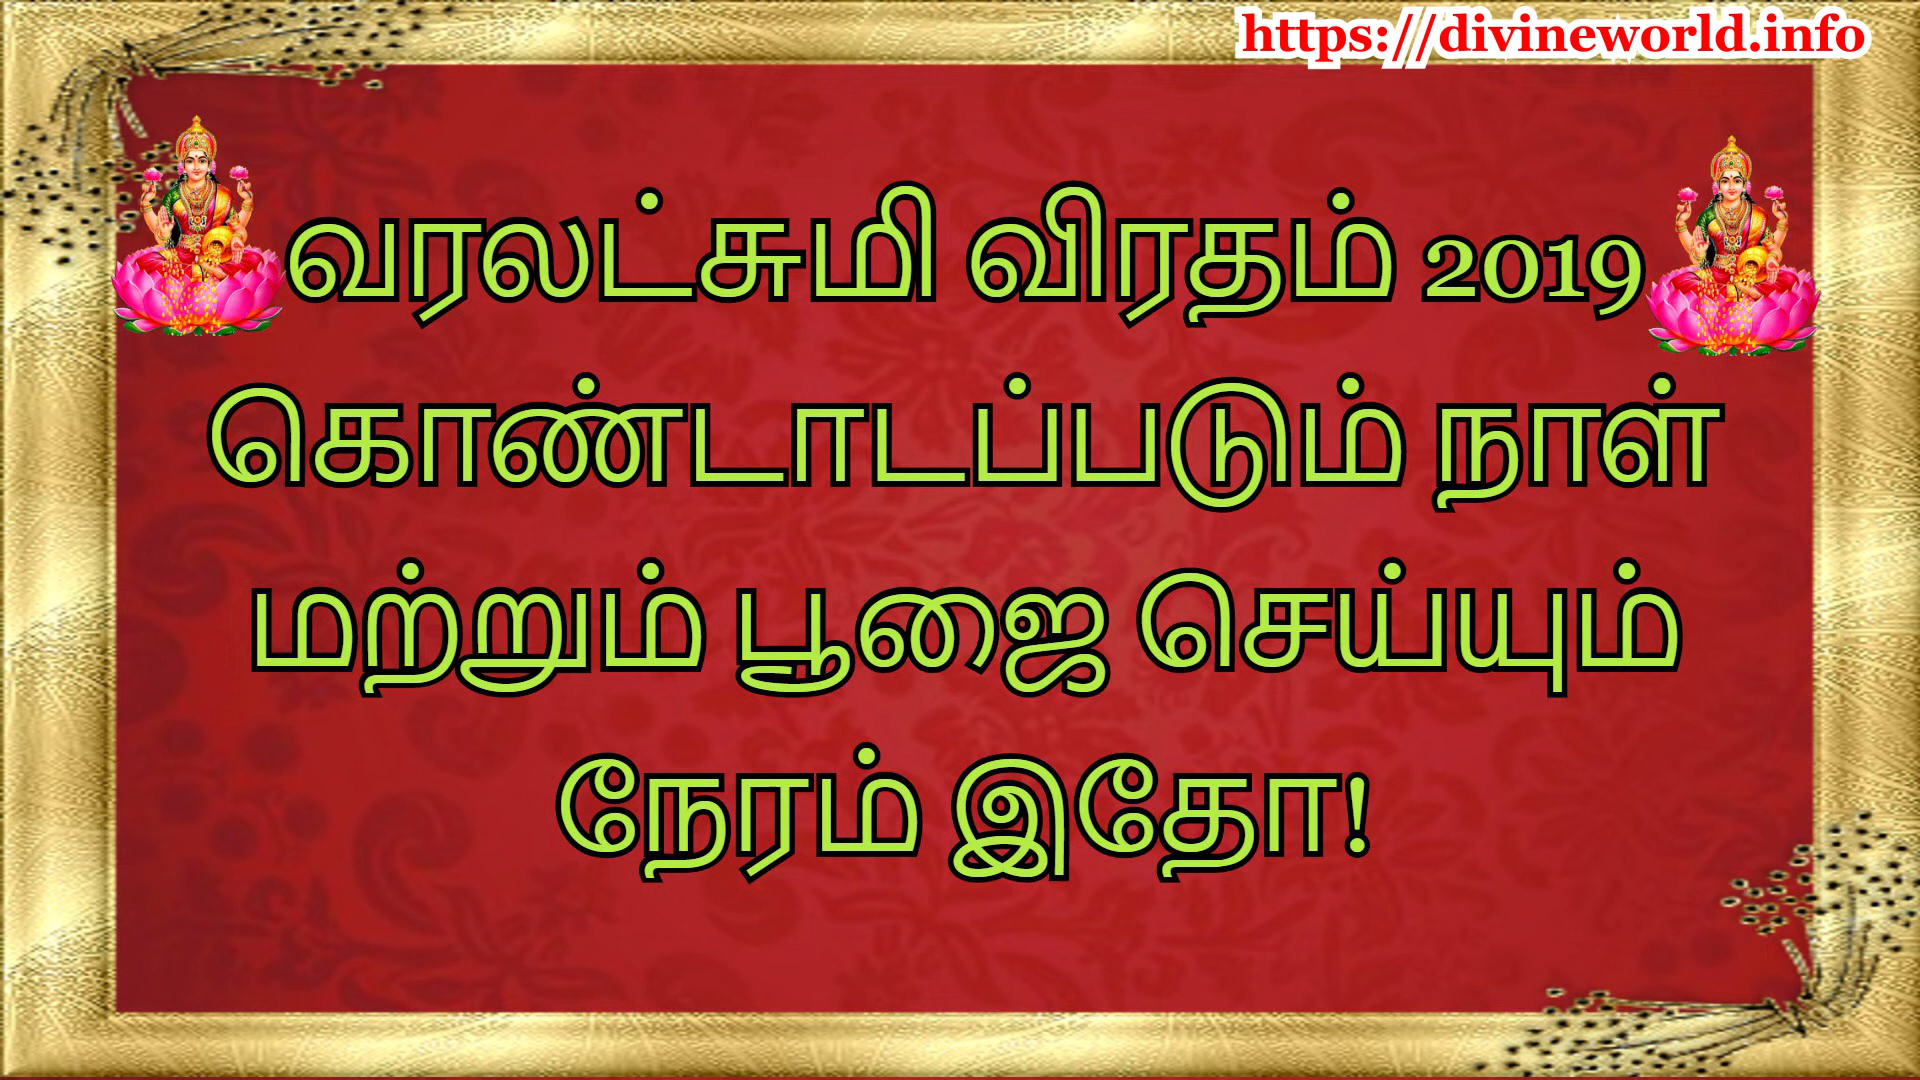 https://divineworld.info
வரலட்சுமி விரதம் 2019
கொண்டாடப்படும் நாள்
மற்றும் பூஜை செய்யும்
நேரம் இதோ!